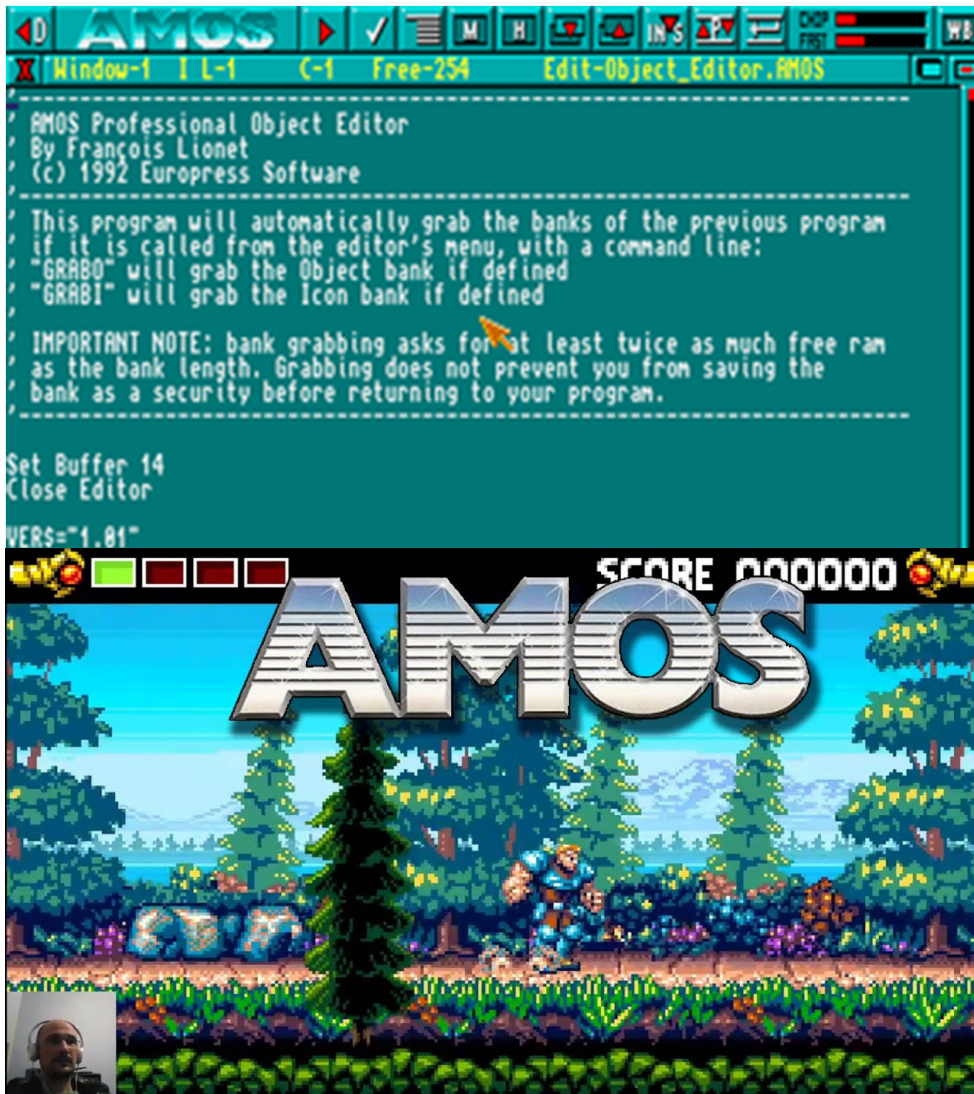 AMOS M H IN'S CHIP FAST WB
X Window-1 I L-1 C-1 Free-254 Edit-Object_Editor.AMOS
'---------------------------------------------------------------------------
' AMOS Professional Object Editor
' By François Lionet
' (c) 1992 Europress Software
'---------------------------------------------------------------------------
' This program will automatically grab the banks of the previous program
' if it is called from the editor's menu, with a command line:
' "GRABO" will grab the Object bank if defined
' "GRABI" will grab the Icon bank if defined
'
' IMPORTANT NOTE: bank grabbing asks for at least twice as much free ram
' as the bank length. Grabbing does not prevent you from saving the
' bank as a security before returning to your program.
'---------------------------------------------------------------------------
Set Buffer 14
Close Editor
VER$="1.01"
SCORE 000000
AMOS